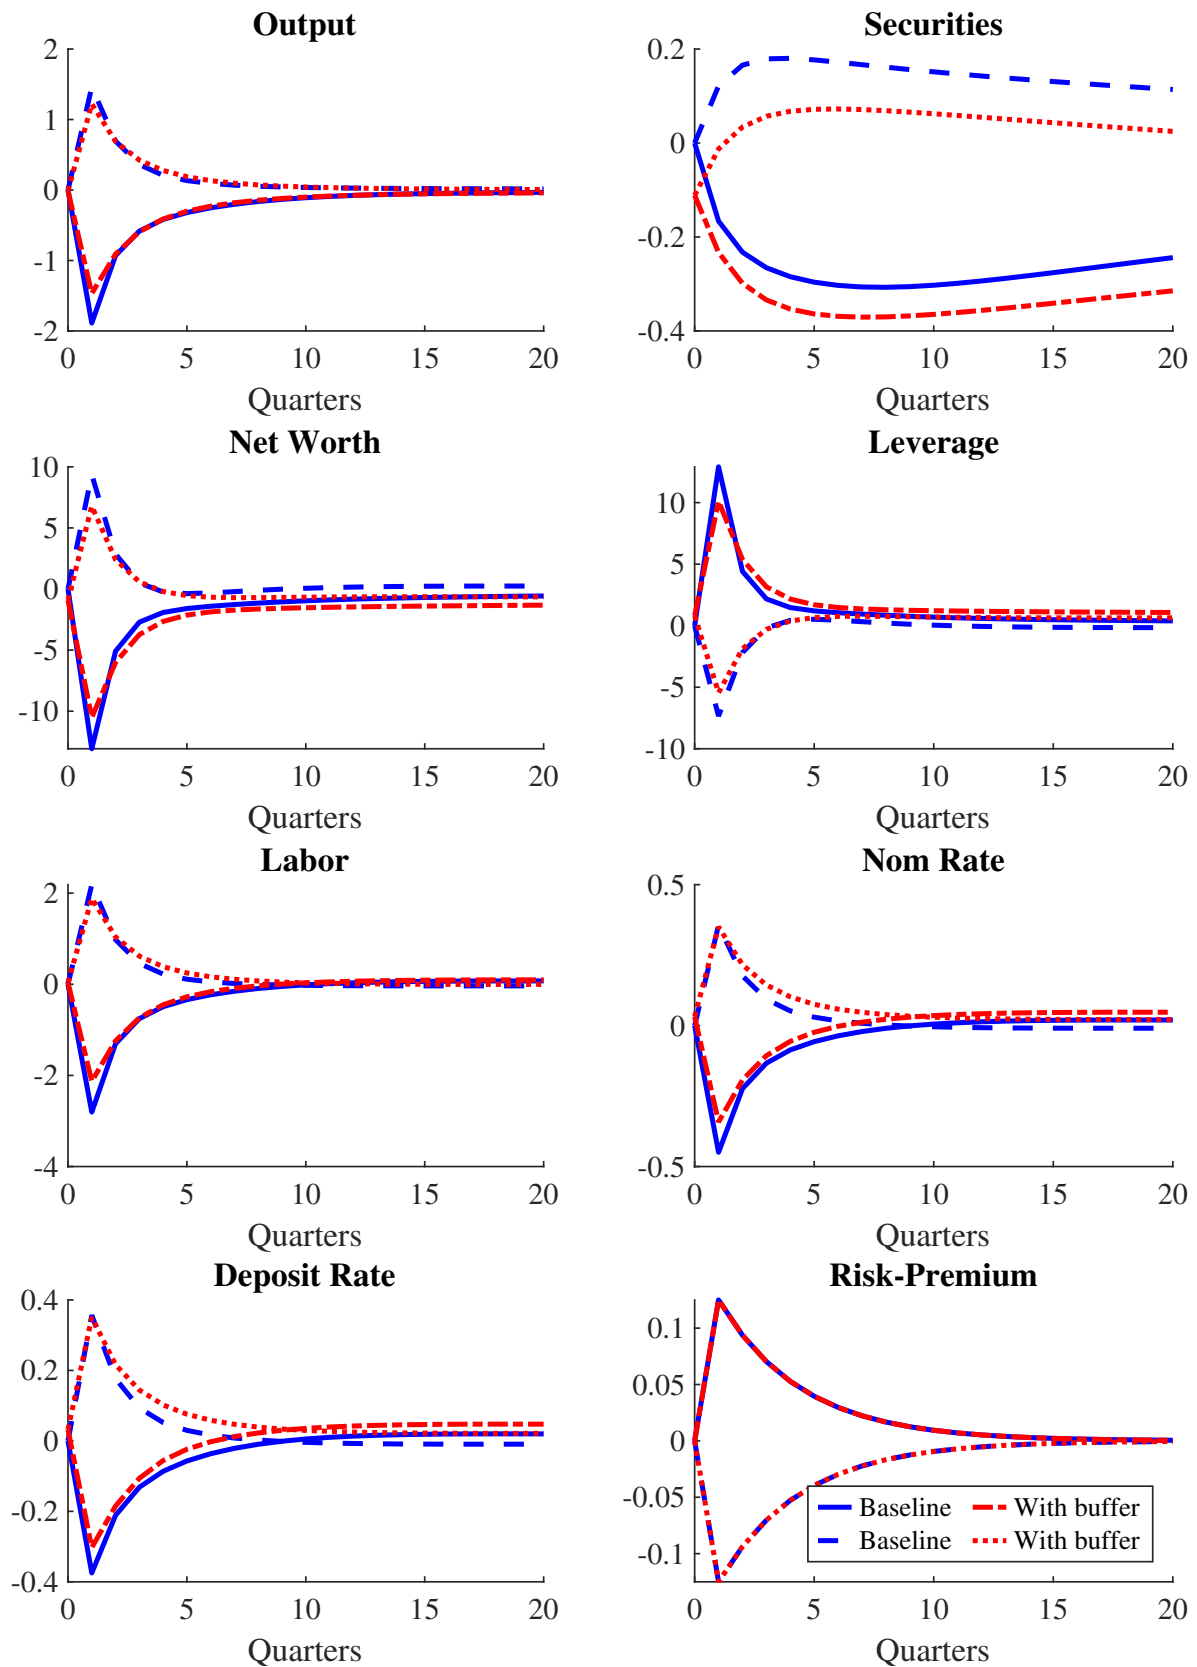 Output
2
1
0
-1
-2
0 5 10 15 20
Quarters
Securities
0.2
0
-0.2
-0.4
0 5 10 15 20
Quarters
Net Worth
10
5
0
-5
-10
0 5 10 15 20
Quarters
Leverage
10
5
0
-5
-10
0 5 10 15 20
Quarters
Labor
2
0
-2
-4
0 5 10 15 20
Quarters
Nom Rate
0.5
0
-0.5
0 5 10 15 20
Quarters
Deposit Rate
0.4
0.2
0
-0.2
-0.4
0 5 10 15 20
Quarters
Risk-Premium
0.1
0.05
0
-0.05
-0.1
Baseline With buffer
Baseline With buffer
0 5 10 15 20
Quarters